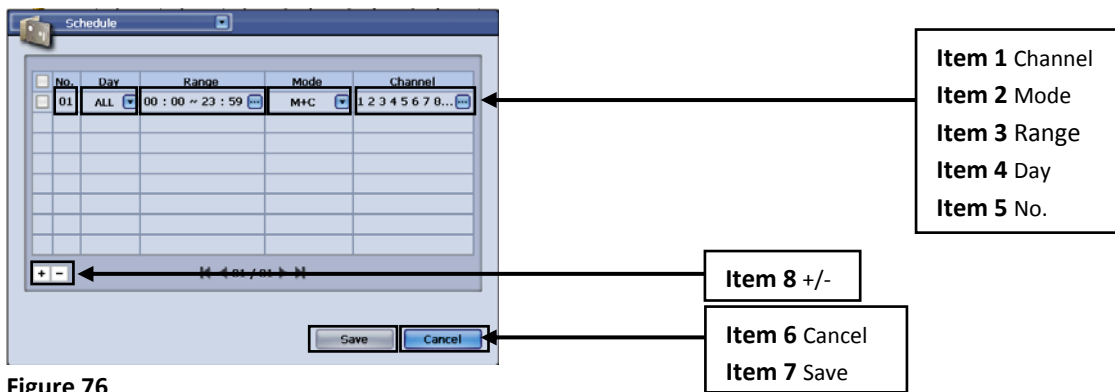 Schedule
No. Day Range Mode Channel
01 ALL 00 : 00 ~ 23 : 59 M+C 1 2 3 4 5 6 7 8...
+ -
01 / 01
Save Cancel
Item 1 Channel
Item 2 Mode
Item 3 Range
Item 4 Day
Item 5 No.
Item 8 +/-
Item 6 Cancel
Item 7 Save
Figure 76